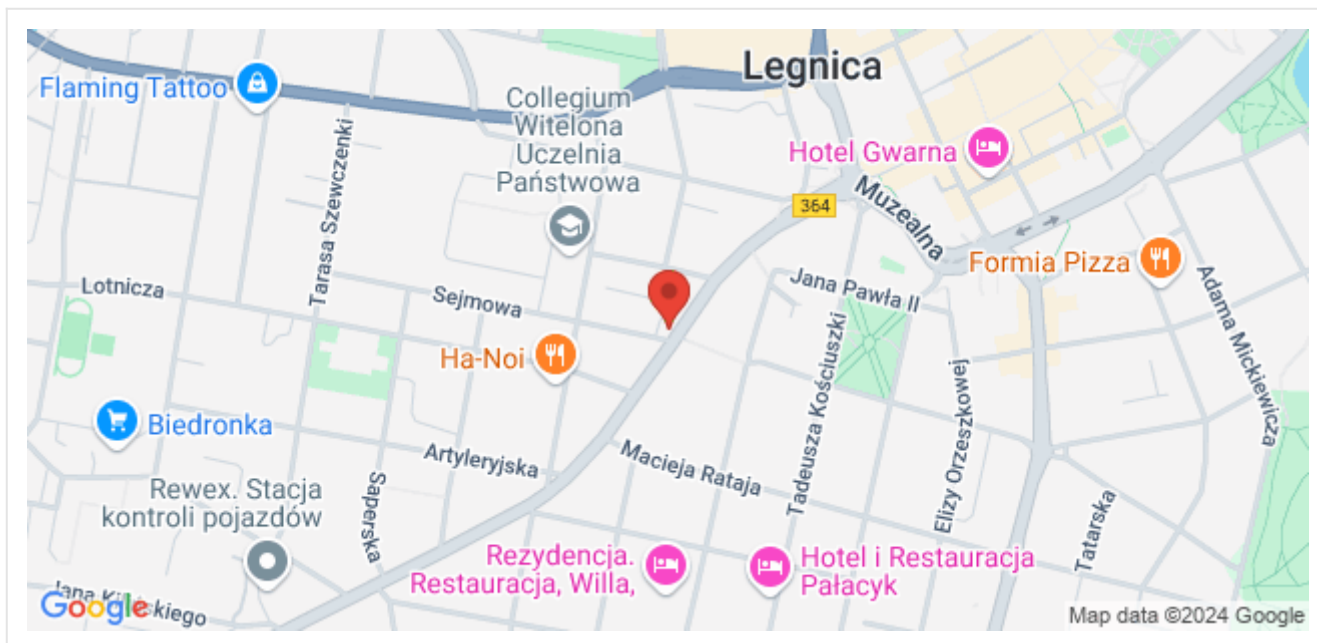 Legnica
Flaming Tattoo
Collegium
Witelona
Uczelnia
Państwowa
Hotel Gwarna
Tarasa Szewczenki
364
Muzealna
Formia Pizza
Lotnicza
Sejmowa
Jana Pawła II
Adama Mickiewicza
Ha-Noi
Tadeusza Kościuszki
Elizy Orzeszkowej
Biedronka
Artyleryjska
Macieja Rataja
Saperska
Rewex. Stacja
kontroli pojazdów
Tatarska
Rezydencja.
Restauracja, Willa,
Hotel i Restauracja
Pałacyk
Jana
Google
Map data ©2024 Google